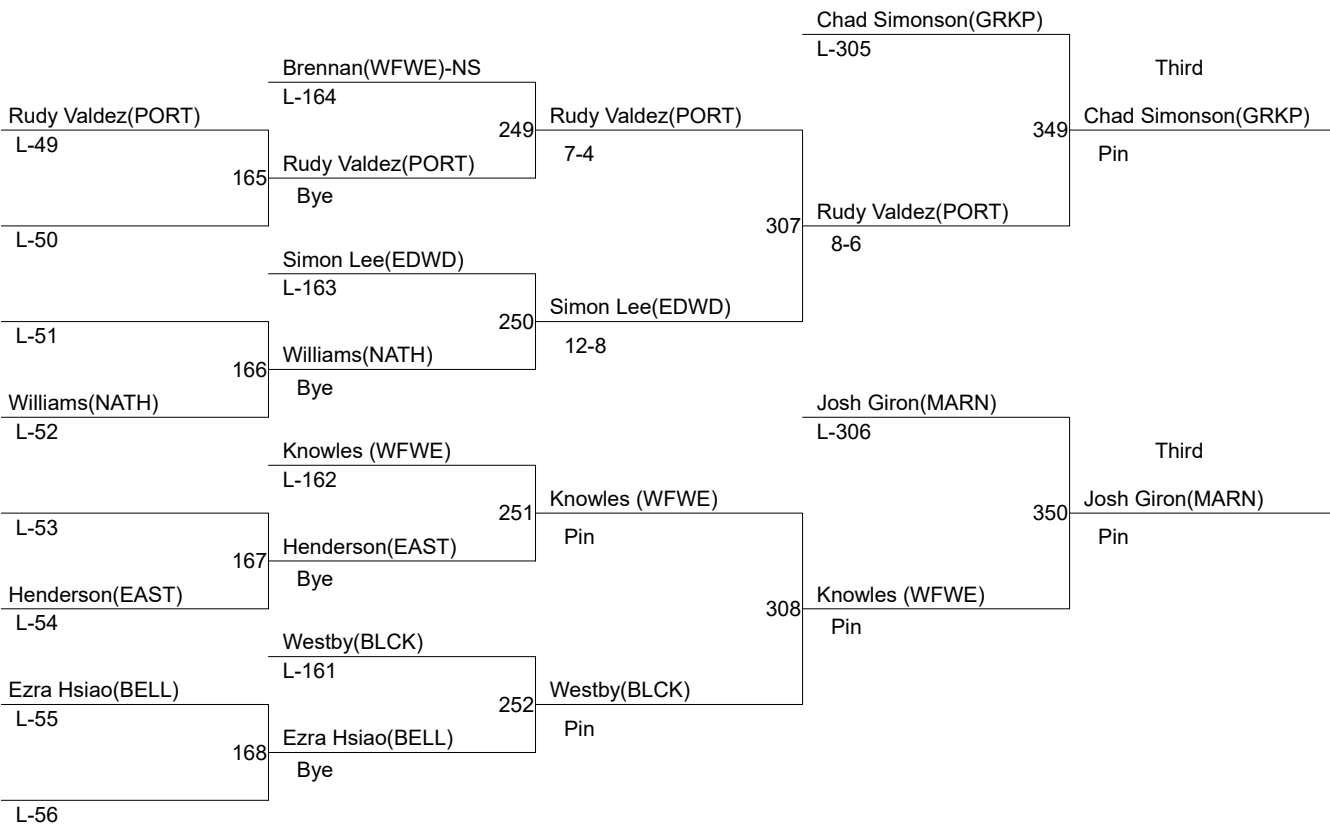 Chad Simonson(GRKP)
L-305
Brennan(WFWE)-NS
Third
L-164
Rudy Valdez(PORT)
Rudy Valdez(PORT)
Chad Simonson(GRKP)
249
349
L-49
7-4
Pin
Rudy Valdez(PORT)
165
Bye
Rudy Valdez(PORT)
307
L-50
8-6
Simon Lee(EDWD)
L-163
Simon Lee(EDWD)
250
L-51
12-8
Williams(NATH)
166
Bye
Williams(NATH)
Josh Giron(MARN)
L-52
L-306
Knowles (WFWE)
Third
L-162
Knowles (WFWE)
Josh Giron(MARN)
251
350
L-53
Pin
Pin
Henderson(EAST)
167
Bye
Henderson(EAST)
Knowles (WFWE)
308
L-54
Pin
Westby(BLCK)
L-161
Ezra Hsiao(BELL)
Westby(BLCK)
252
L-55
Pin
Ezra Hsiao(BELL)
168
Bye
L-56